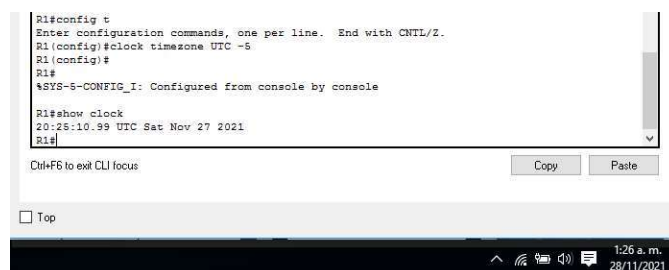 R1#config t
Enter configuration commands, one per line.  End with CNTL/Z.
R1(config)#clock timezone UTC -5
R1(config)#
R1#
%SYS-5-CONFIG_I: Configured from console by console
R1#show clock
20:25:10.99 UTC Sat Nov 27 2021
R1#
Ctrl+F6 to exit CLI focus
Copy
Paste
Top
1:26 a. m.
28/11/2021